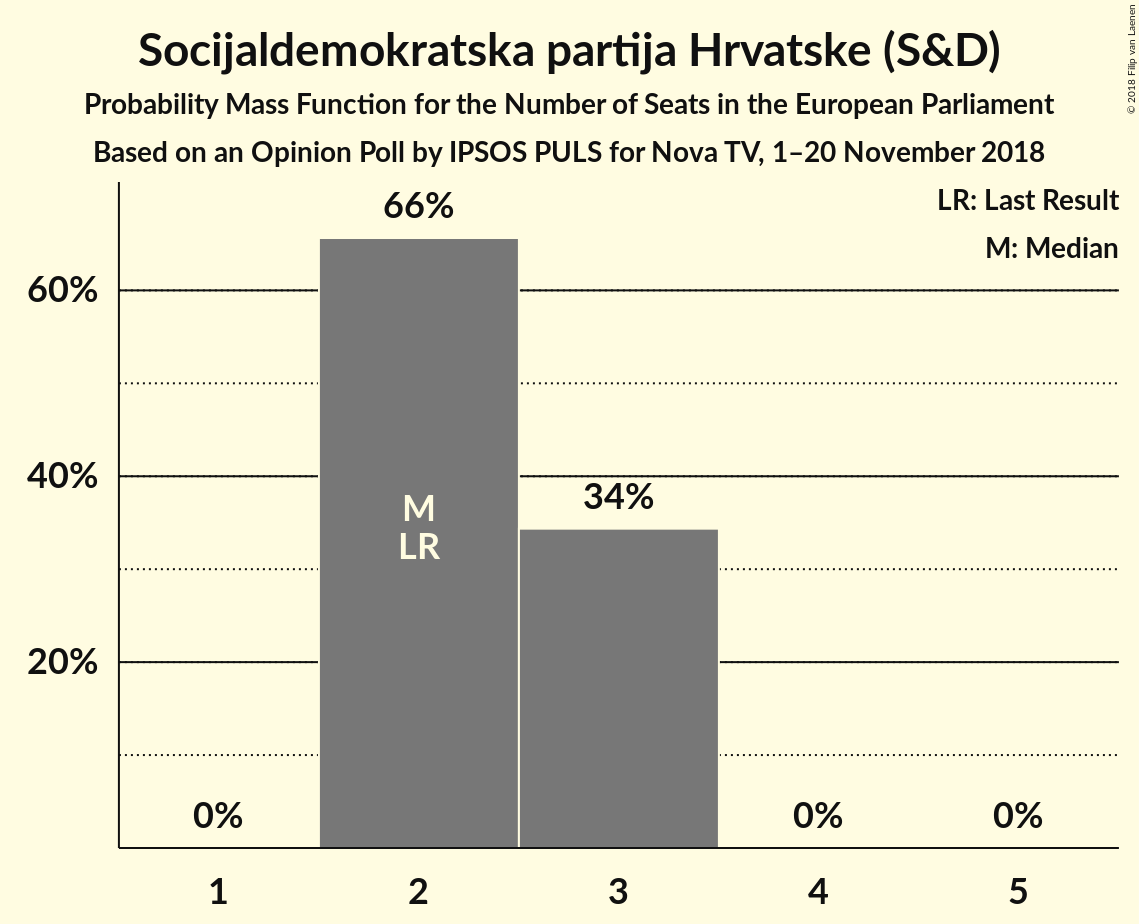 Socijaldemokratska partija Hrvatske (S&D)
Probability Mass Function for the Number of Seats in the European Parliament
Based on an Opinion Poll by IPSOS PULS for Nova TV, 1–20 November 2018
© 2018 Filip van Laenen
LR: Last Result
M: Median
66%
60%
40%
34%
M
LR
20%
0%
0%
0%
1
2
3
4
5